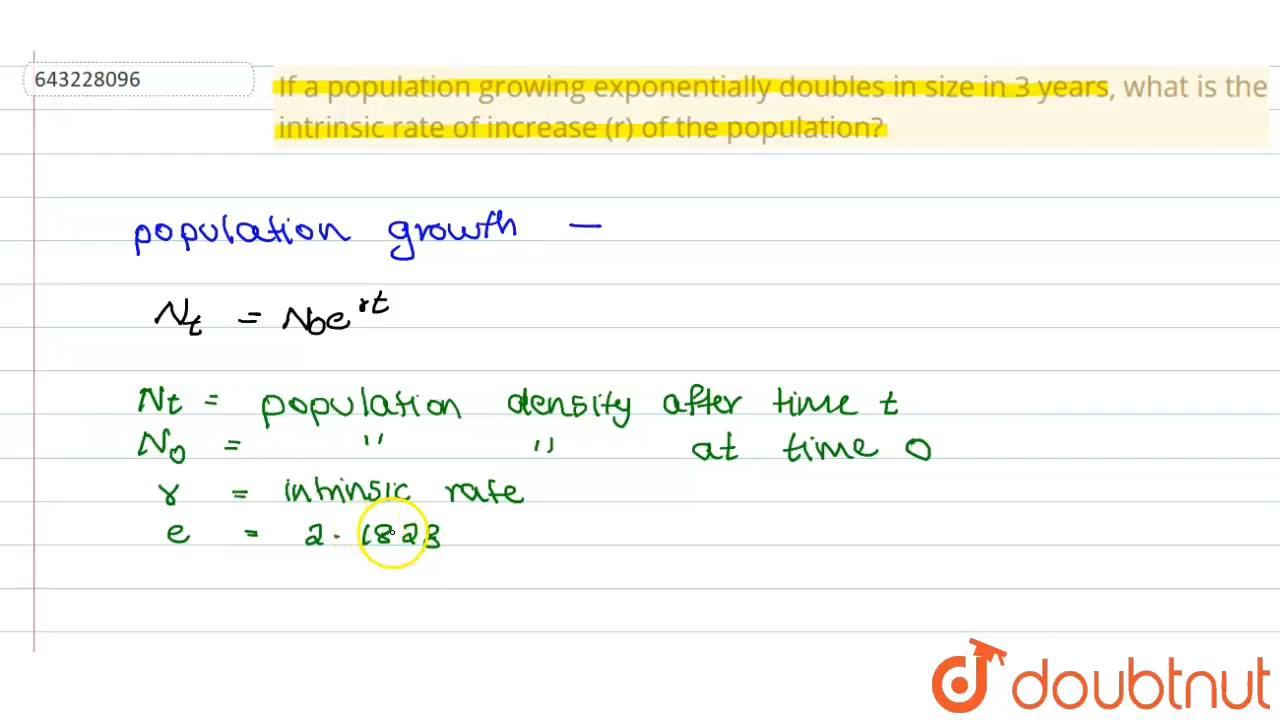 643228096
If a population growing exponentially doubles in size in 3 years, what is the
intrinsic rate of increase (r) of the population?
population growth —
Nt = N0e^rt
Nt = population density after time t
N0 = " " at time 0
r = intrinsic rate
e = 2.1823
doubtnut